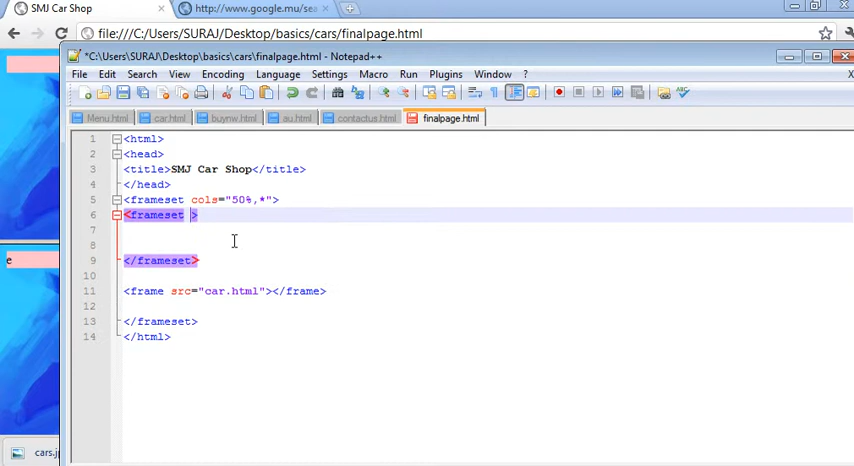 SMJ Car Shop
http://www.google.mu/sea
file:///C:/Users/SURAJ/Desktop/basics/cars/finalpage.html
*C:\Users\SURAJ\Desktop\basics\cars\finalpage.html - Notepad++
File Edit Search View Encoding Language Settings Macro Run Plugins Window ? X
Menu.html car.html buynw.html su.html contactus.html finalpage.html
1 <html>
2 <head>
3 <title>SMJ Car Shop</title>
4 </head>
5 <frameset cols="50%,*">
6 <frameset >
7
8
9 </frameset>
10
11 <frame src="car.html"></frame>
12
13 </frameset>
14 </html>
e
cars.j